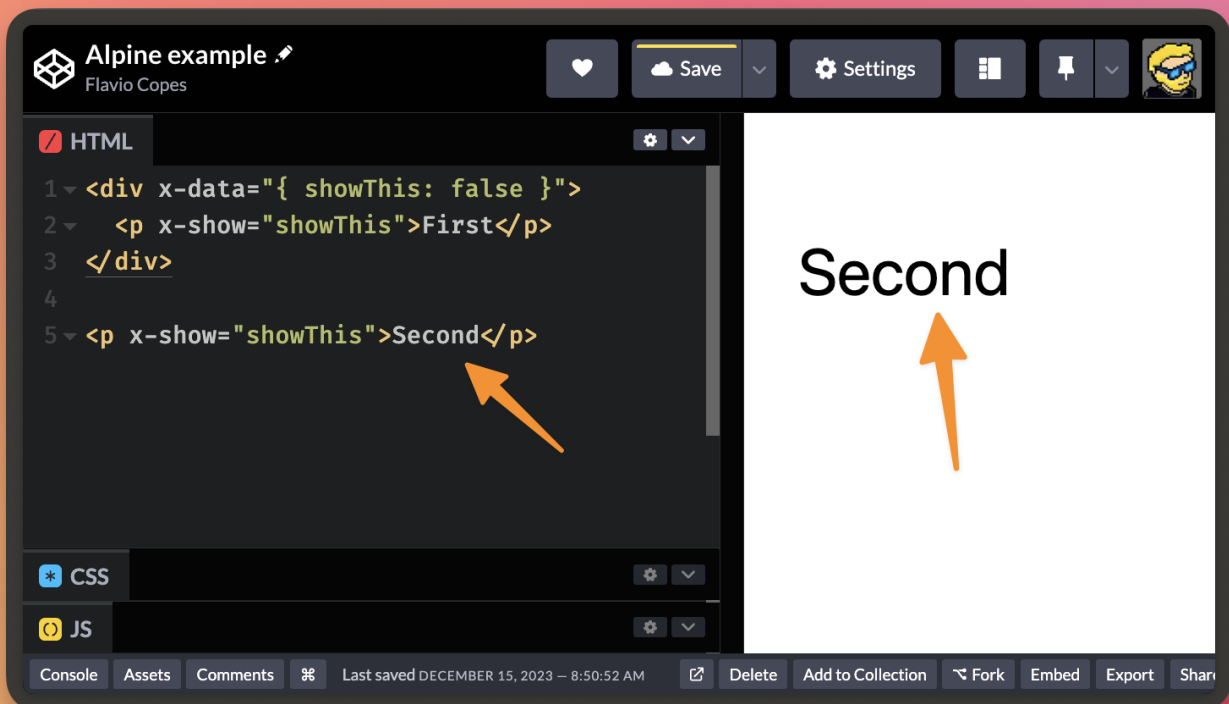 Alpine example
Flavio Copes
Save
Settings
HTML
1 <div x-data="{ showThis: false }">
2 <p x-show="showThis">First</p>
3 </div>
4
5 <p x-show="showThis">Second</p>
Second
CSS
JS
Console Assets Comments ⌘ Last saved DECEMBER 15, 2023 — 8:50:52 AM Delete Add to Collection Fork Embed Export Shar